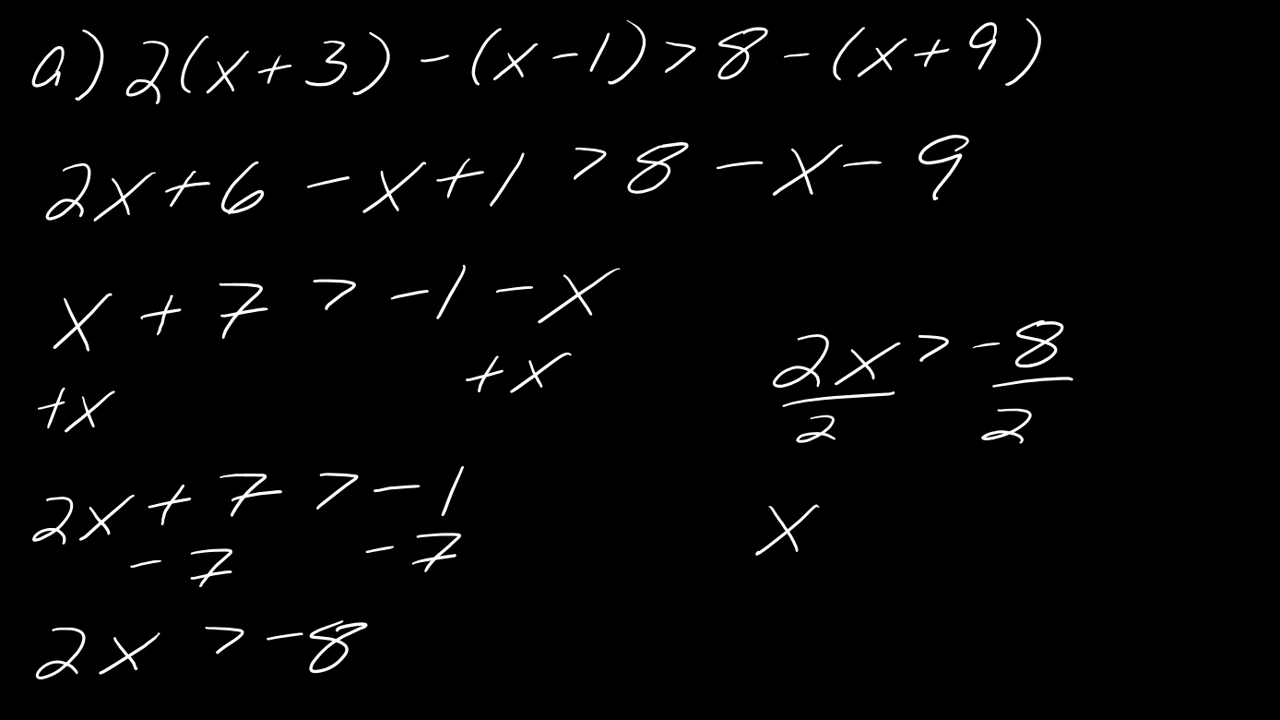 a) 2(x+3) - (x-1) > 8 - (x+9)
2x+6 - x+1 > 8 - x - 9
x + 7 > -1 - x
+x +x
2x + 7 > -1
-7 -7
2x > -8
2x > -8
2 2
x